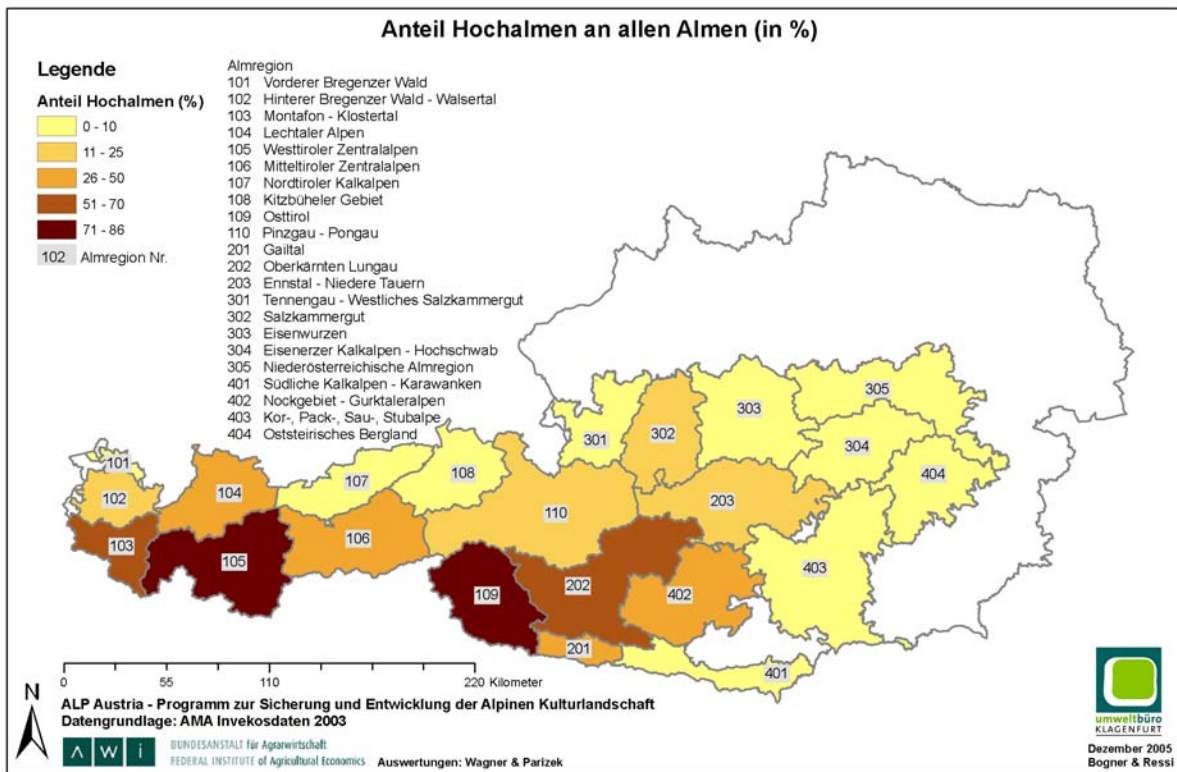 Anteil Hochalmen an allen Almen (in %)
Legende
Anteil Hochalmen (%)
0 - 10
11 - 25
26 - 50
51 - 70
71 - 86
102 Almregion Nr.
Almregion
101 Vorderer Bregenzer Wald
102 Hinterer Bregenzer Wald - Walsertal
103 Montafon - Klostertal
104 Lechtaler Alpen
105 Westtiroler Zentralalpen
106 Mitteltiroler Zentralalpen
107 Nordtiroler Kalkalpen
108 Kitzbüheler Gebiet
109 Osttirol
110 Pinzgau - Pongau
201 Gailtal
202 Oberkärnten Lungau
203 Ennstal - Niedere Tauern
301 Tennengau - Westliches Salzkammergut
302 Salzkammergut
303 Eisenwurzen
304 Eisenerzer Kalkalpen - Hochschwab
305 Niederösterreichische Almregion
401 Südliche Kalkalpen - Karawanken
402 Nockgebiet - Gurktaleralpen
403 Kor-, Pack-, Sau-, Stubalpe
404 Oststeirisches Bergland
305
303
301
302
304
101
108
404
107
104
102
203
110
106
103
105
403
202
109
402
201
401
0 55 110 220 Kilometer
N
ALP Austria - Programm zur Sicherung und Entwicklung der Alpinen Kulturlandschaft
Datengrundlage: AMA Invekosdaten 2003
AWI
BUNDESANSTALT für Agrarwirtschaft
FEDERAL INSTITUTE of Agricultural Economics
Auswertungen: Wagner & Parizek
umweltbüro
KLAGENFURT
Dezember 2005
Bogner & Ressi